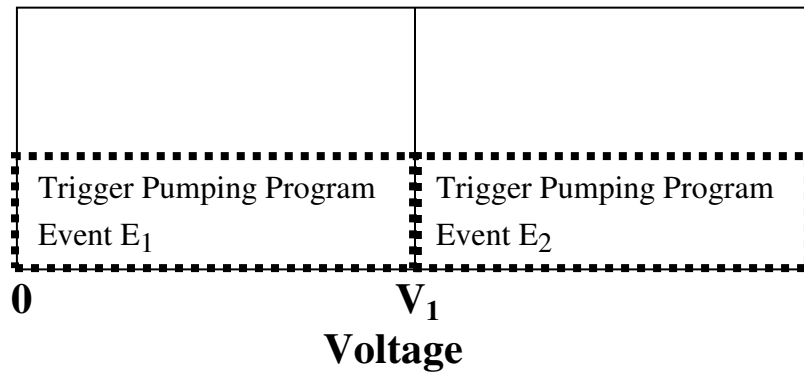 Trigger Pumping Program Trigger Pumping Program
Event E₁ Event E₂
0 V₁
Voltage